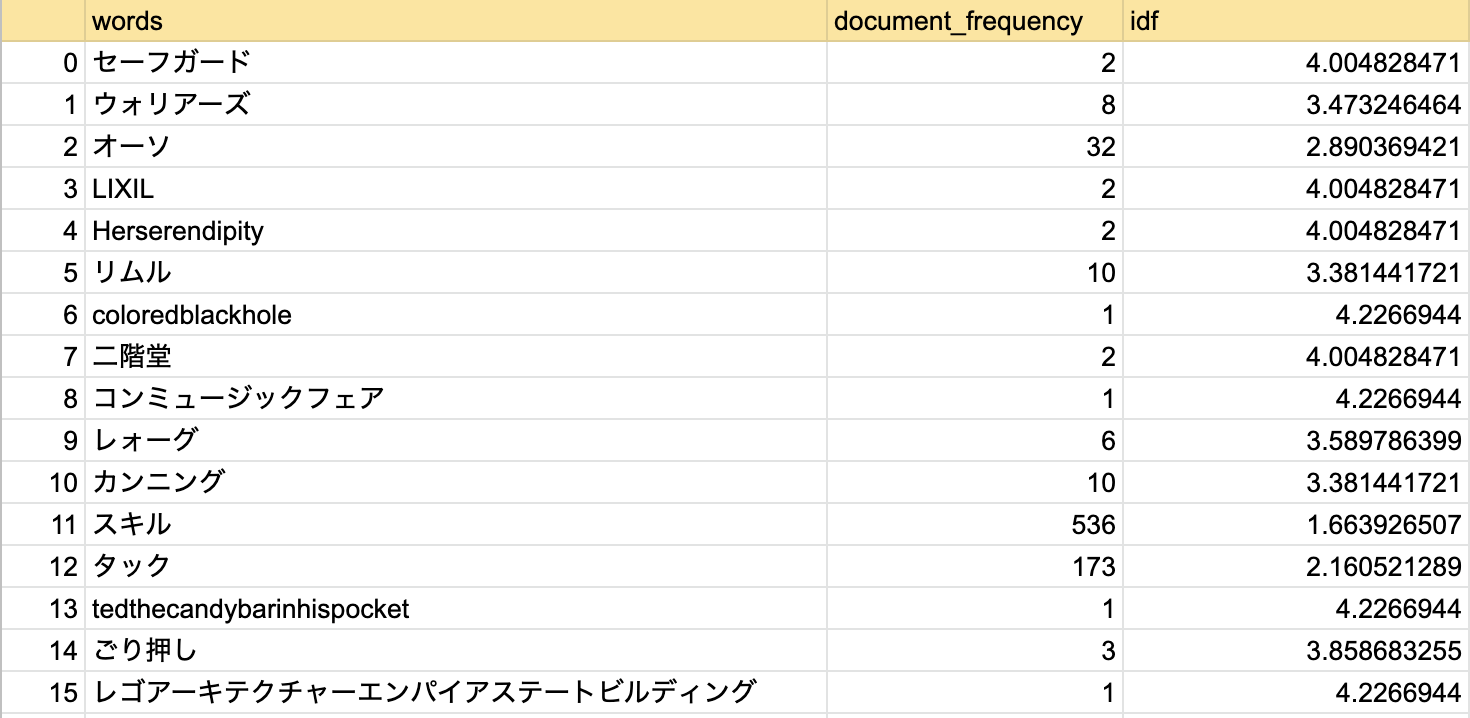 words document_frequency idf
0 セーフガード 2 4.004828471
1 ウォリアーズ 8 3.473246464
2 オーソ 32 2.890369421
3 LIXIL 2 4.004828471
4 Herserendipity 2 4.004828471
5 リムル 10 3.381441721
6 coloredblackhole 1 4.2266944
7 二階堂 2 4.004828471
8 コンミュージックフェア 1 4.2266944
9 レォーグ 6 3.589786399
10 カンニング 10 3.381441721
11 スキル 536 1.663926507
12 タック 173 2.160521289
13 tedthecandybarinhispocket 1 4.2266944
14 ごり押し 3 3.858683255
15 レゴアーキテクチャーエンパイアステートビルディング 1 4.2266944